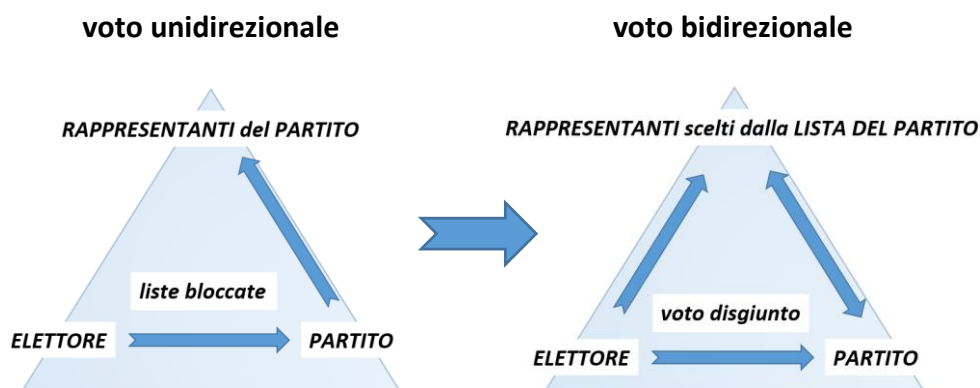 voto unidirezionale
RAPPRESENTANTI del PARTITO
liste bloccate
ELETTORE
PARTITO
voto bidirezionale
RAPPRESENTANTI scelti dalla LISTA DEL PARTITO
voto disgiunto
ELETTORE
PARTITO